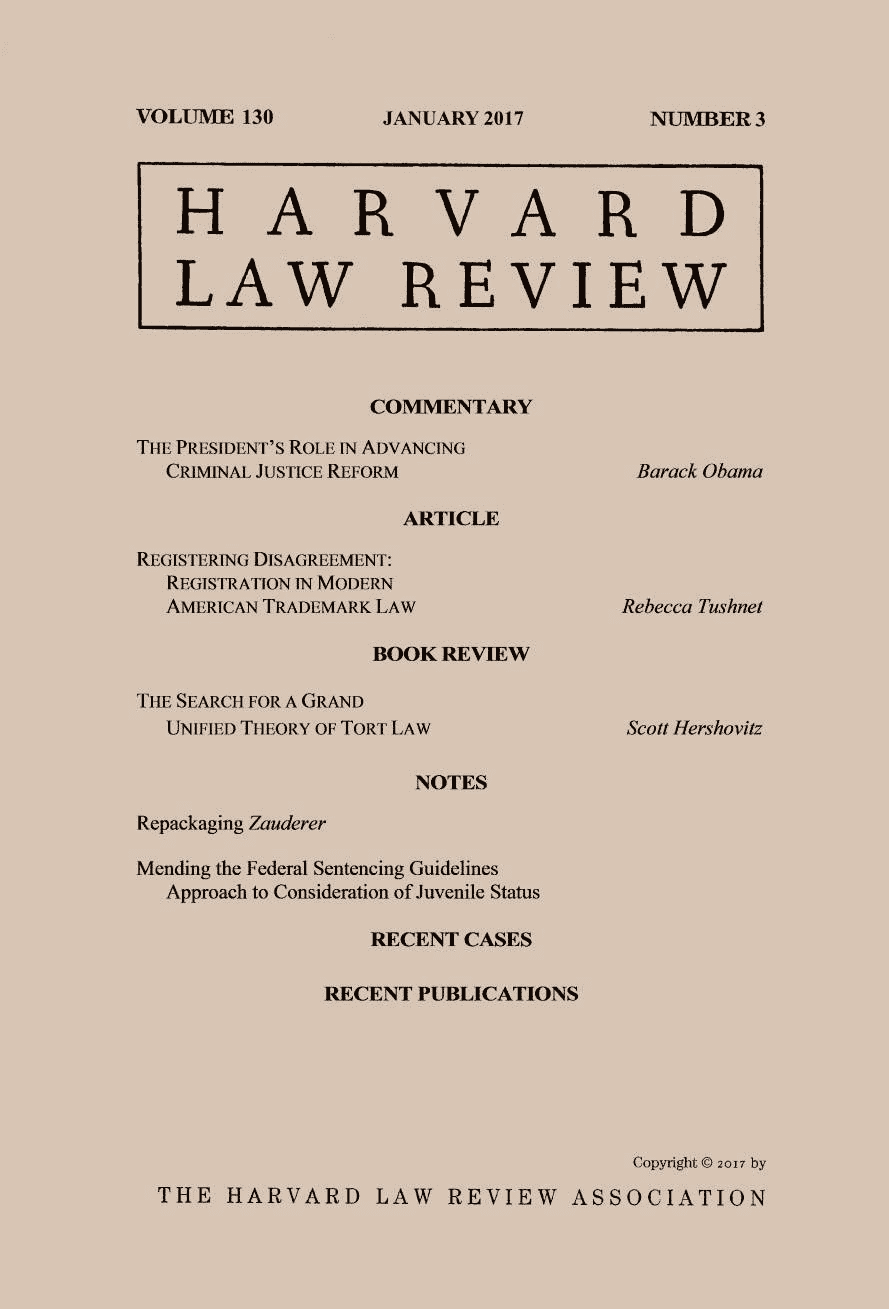 VOLUME 130 JANUARY 2017 NUMBER 3
HARVARD
LAW REVIEW
COMMENTARY
THE PRESIDENT'S ROLE IN ADVANCING
CRIMINAL JUSTICE REFORM Barack Obama
ARTICLE
REGISTERING DISAGREEMENT:
REGISTRATION IN MODERN
AMERICAN TRADEMARK LAW Rebecca Tushnet
BOOK REVIEW
THE SEARCH FOR A GRAND
UNIFIED THEORY OF TORT LAW Scott Hershovitz
NOTES
Repackaging Zauderer
Mending the Federal Sentencing Guidelines
Approach to Consideration of Juvenile Status
RECENT CASES
RECENT PUBLICATIONS
Copyright © 2017 by
THE HARVARD LAW REVIEW ASSOCIATION